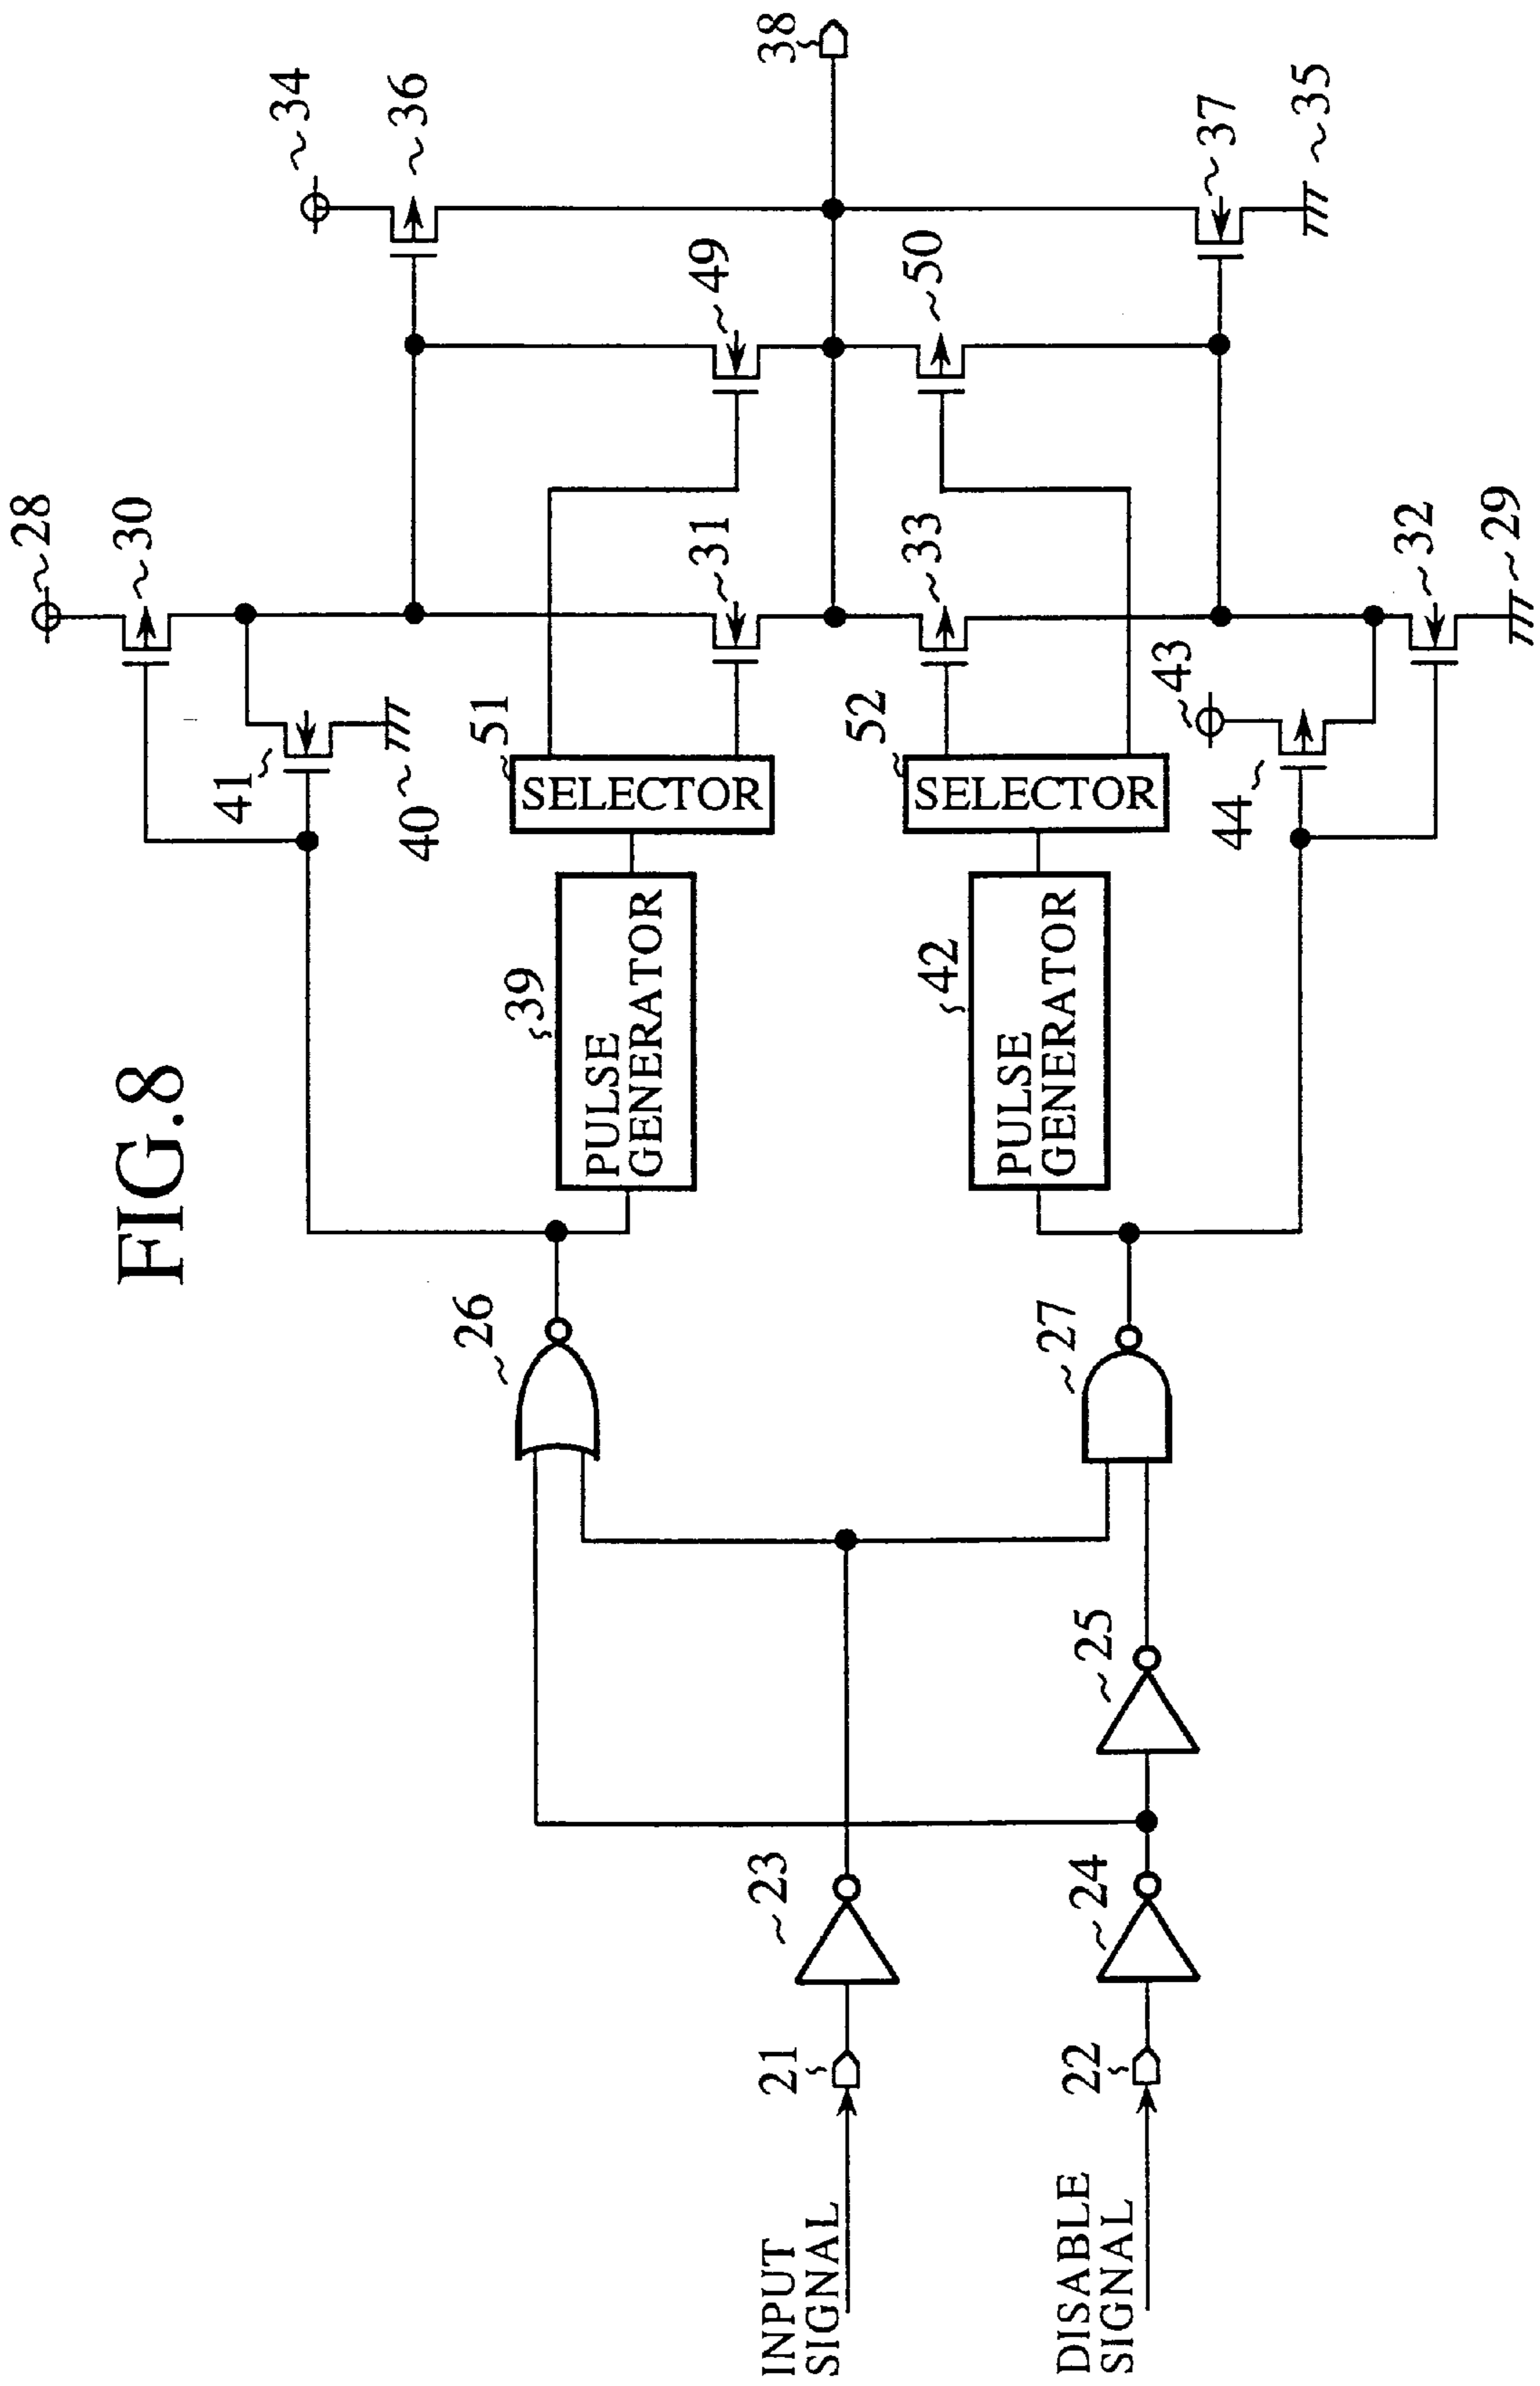 FIG.8
INPUT
SIGNAL
21
23
DISABLE
SIGNAL
22
24
25
26
27
39
PULSE
GENERATOR
42
PULSE
GENERATOR
51
SELECTOR
52
SELECTOR
41
40
44
43
28
30
31
33
32
29
49
50
34
36
37
35
38